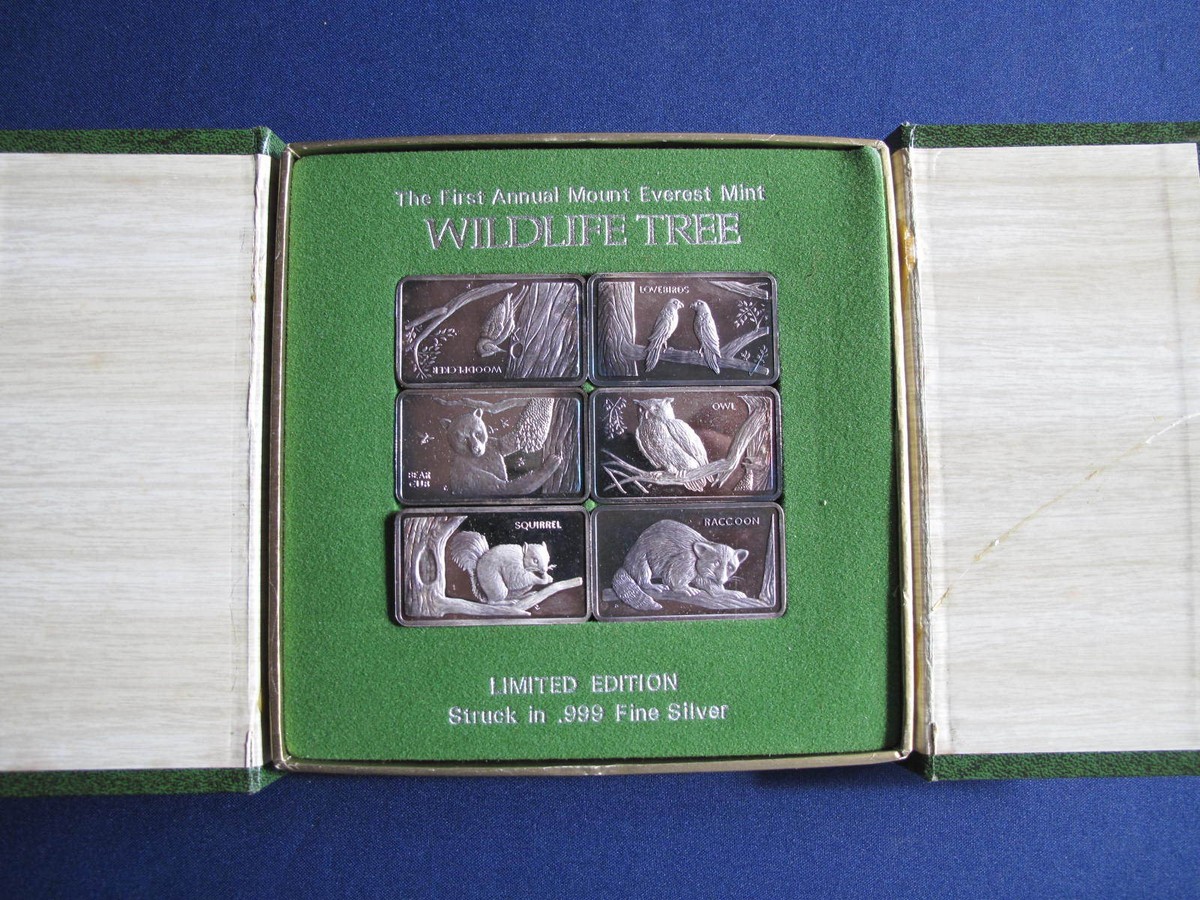 The First Annual Mount Everest Mint
WILDLIFE TREE
WOODPECKER
LOVEBIRDS
BEAR
CUB
OWL
SQUIRREL
RACCOON
LIMITED EDITION
Struck in .999 Fine Silver